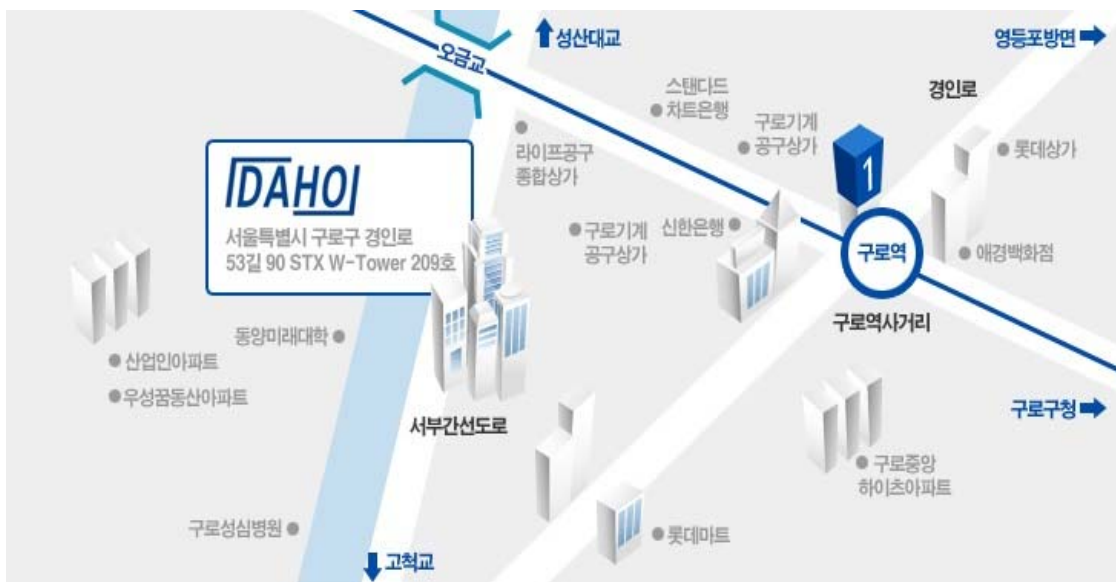 성산대교
영등포방면
오금교
경인로
스탠다드
차트은행
구로기계
공구상가
롯데상가
라이프공구
종합상가
1
DAHO
서울특별시 구로구 경인로
53길 90 STX W-Tower 209호
구로기계
공구상가
신한은행
구로역
애경백화점
구로역사거리
동양미래대학
산업인아파트
우성꿈동산아파트
서부간선도로
구로구청
구로중앙
하이츠아파트
구로성심병원
롯데마트
고척교